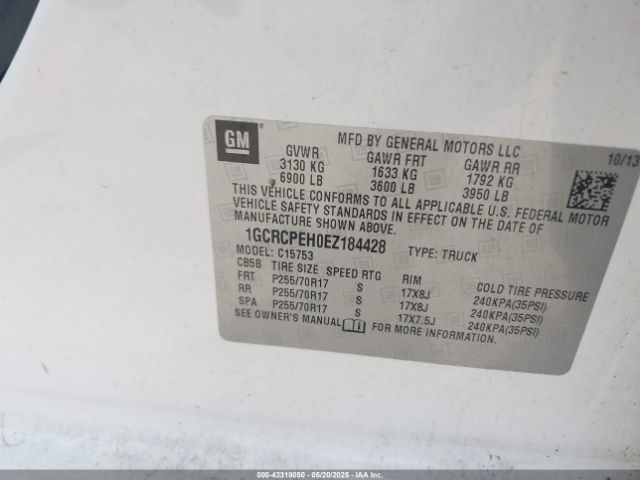 GM
MFD BY GENERAL MOTORS LLC
10/13
GVWR GAWR FRT GAWR RR
3130 KG 1633 KG 1792 KG
6900 LB 3600 LB 3950 LB
THIS VEHICLE CONFORMS TO ALL APPLICABLE U.S. FEDERAL MOTOR
VEHICLE SAFETY STANDARDS IN EFFECT ON THE DATE OF
MANUFACTURE SHOWN ABOVE.
1GCRCPEH0EZ184428 TYPE: TRUCK
MODEL: C15753
CB5B TIRE SIZE SPEED RTG RIM COLD TIRE PRESSURE
FRT P255/70R17 S 17X8J 240KPA(35PSI)
RR P255/70R17 S 17X8J 240KPA(35PSI)
SPA P255/70R17 S 17X7.5J 240KPA(35PSI)
SEE OWNER'S MANUAL FOR MORE INFORMATION.
000-42318050 --- 05/20/2025 --- IAAI